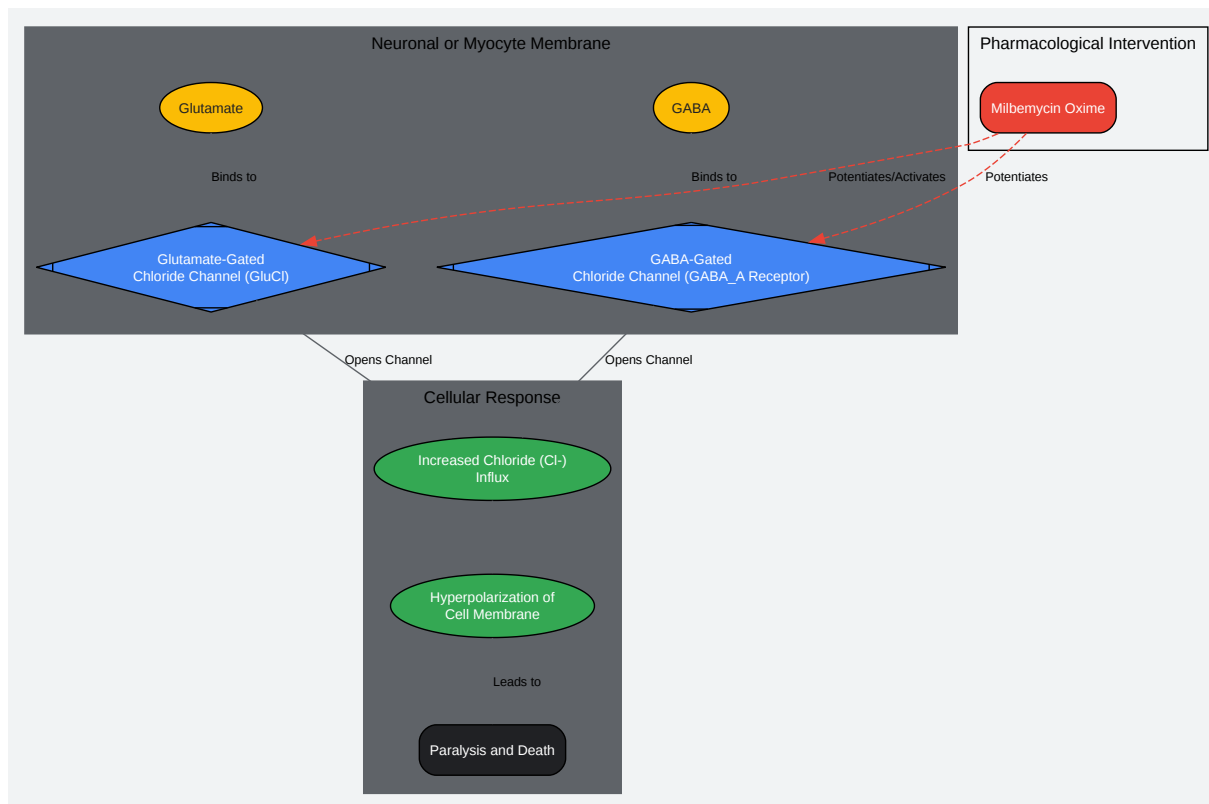 Neuronal or Myocyte Membrane
Pharmacological Intervention
Glutamate
GABA
Milbemycin Oxime
Binds to
Binds to
Potentiates/Activates
Potentiates
Glutamate-Gated
Chloride Channel (GluCl)
GABA-Gated
Chloride Channel (GABA_A Receptor)
Opens Channel
Opens Channel
Cellular Response
Increased Chloride (Cl-)
Influx
Hyperpolarization of
Cell Membrane
Leads to
Paralysis and Death